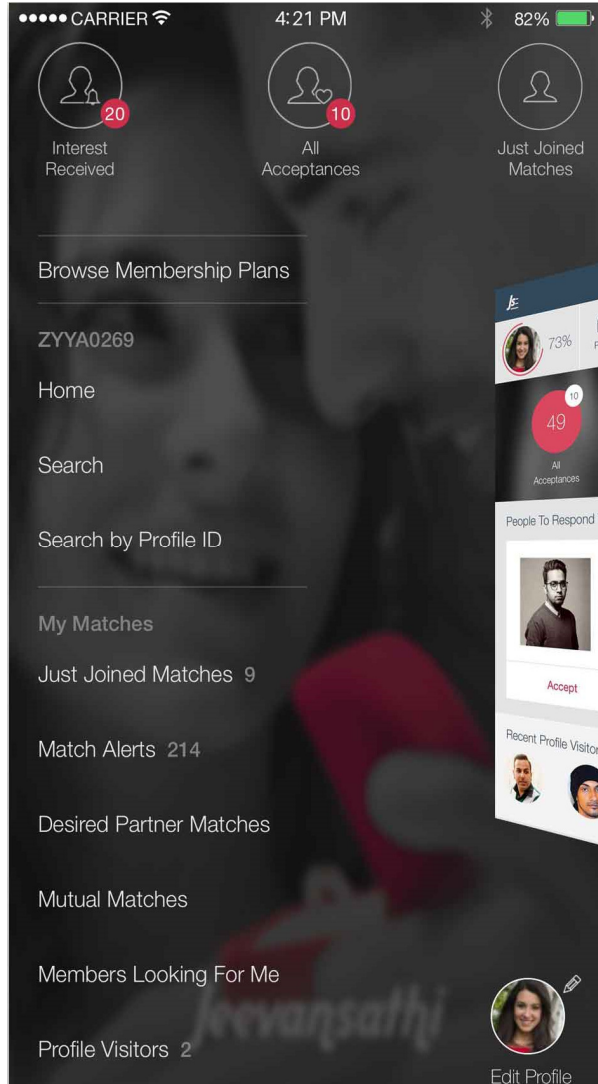 CARRIER 4:21 PM 82%
20
10
Interest
Received
All
Acceptances
Just Joined
Matches
Browse Membership Plans
ZYYA0269
Home
Search
Search by Profile ID
My Matches
Just Joined Matches 9
Match Alerts 214
Desired Partner Matches
Mutual Matches
Members Looking For Me
Profile Visitors 2
JS
73%
10
49
All
Acceptances
People To Respond
Accept
Recent Profile Visitor
Jeevansathi
Edit Profile